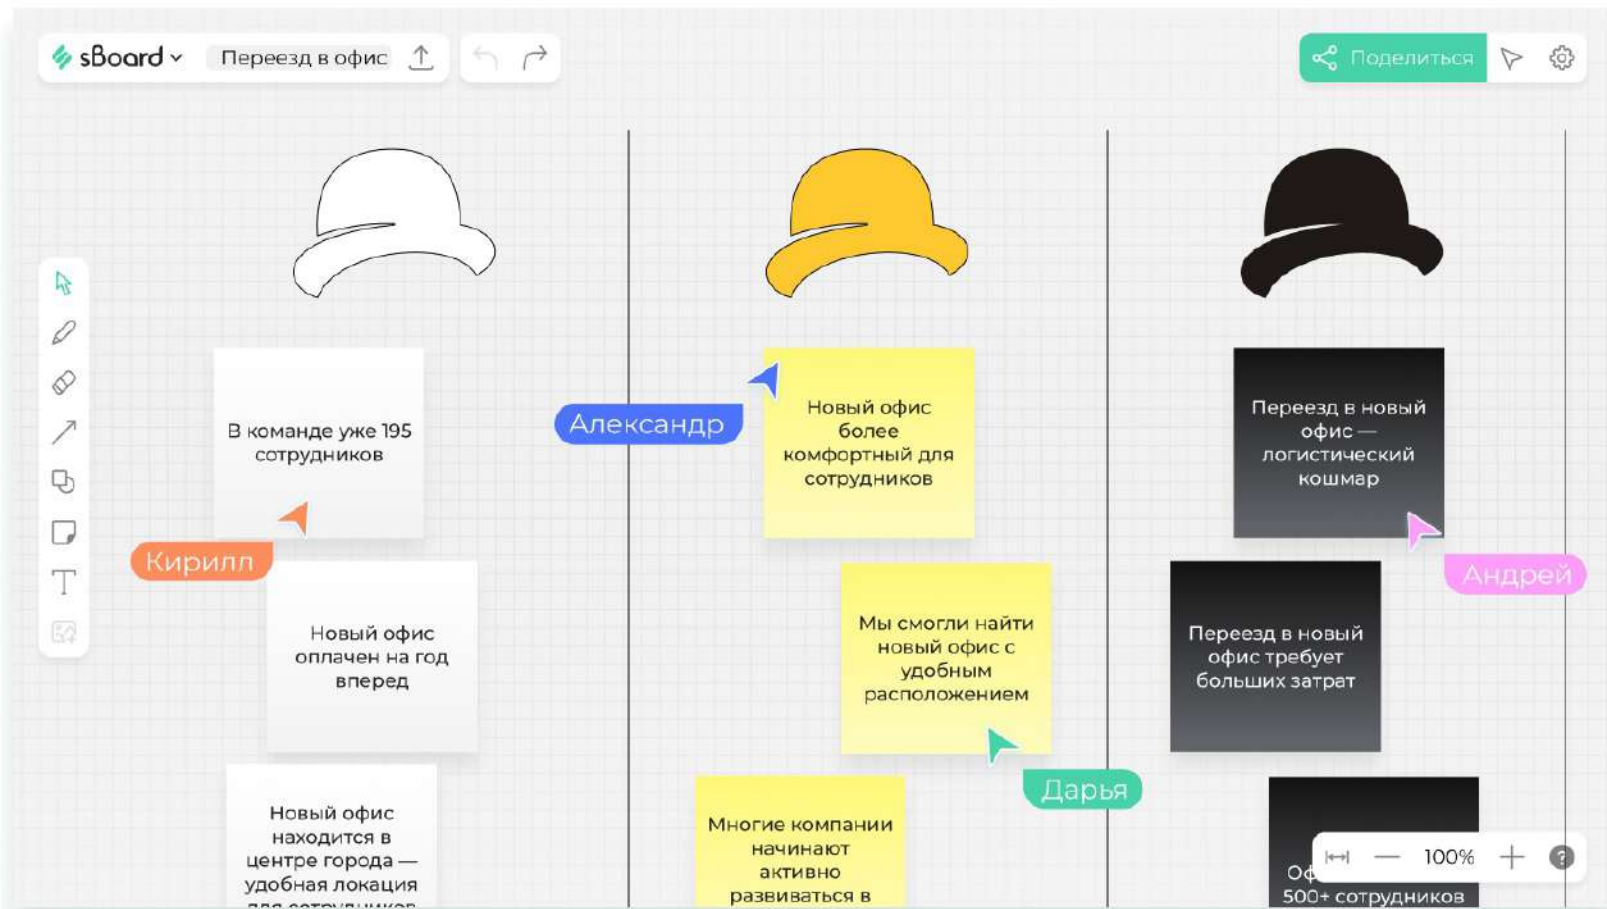 sBoard
Переезд в офис
Поделиться
В команде уже 195
сотрудников
Кирилл
Новый офис
оплачен на год
вперед
Новый офис
находится в
центре города —
удобная локация
для сотрудников
Александр
Новый офис
более
комфортный для
сотрудников
Мы смогли найти
новый офис с
удобным
расположением
Дарья
Многие компании
начинают
активно
развиваться в
Переезд в новый
офис —
логистический
кошмар
Андрей
Переезд в новый
офис требует
больших затрат
500+ сотрудников
100%
?